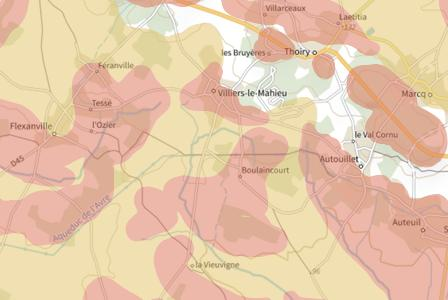 Villarceaux
Laetitia
les Bruyères
Thoiry
Féranville
Villiers-le-Mahieu
Marcq
Tessé
l'Ozier
Flexanville
le Val Cornu
D45
Autouillet
Boulaincourt
Aqueduc de l'Avre
Auteuil
S
la Vieuvigne